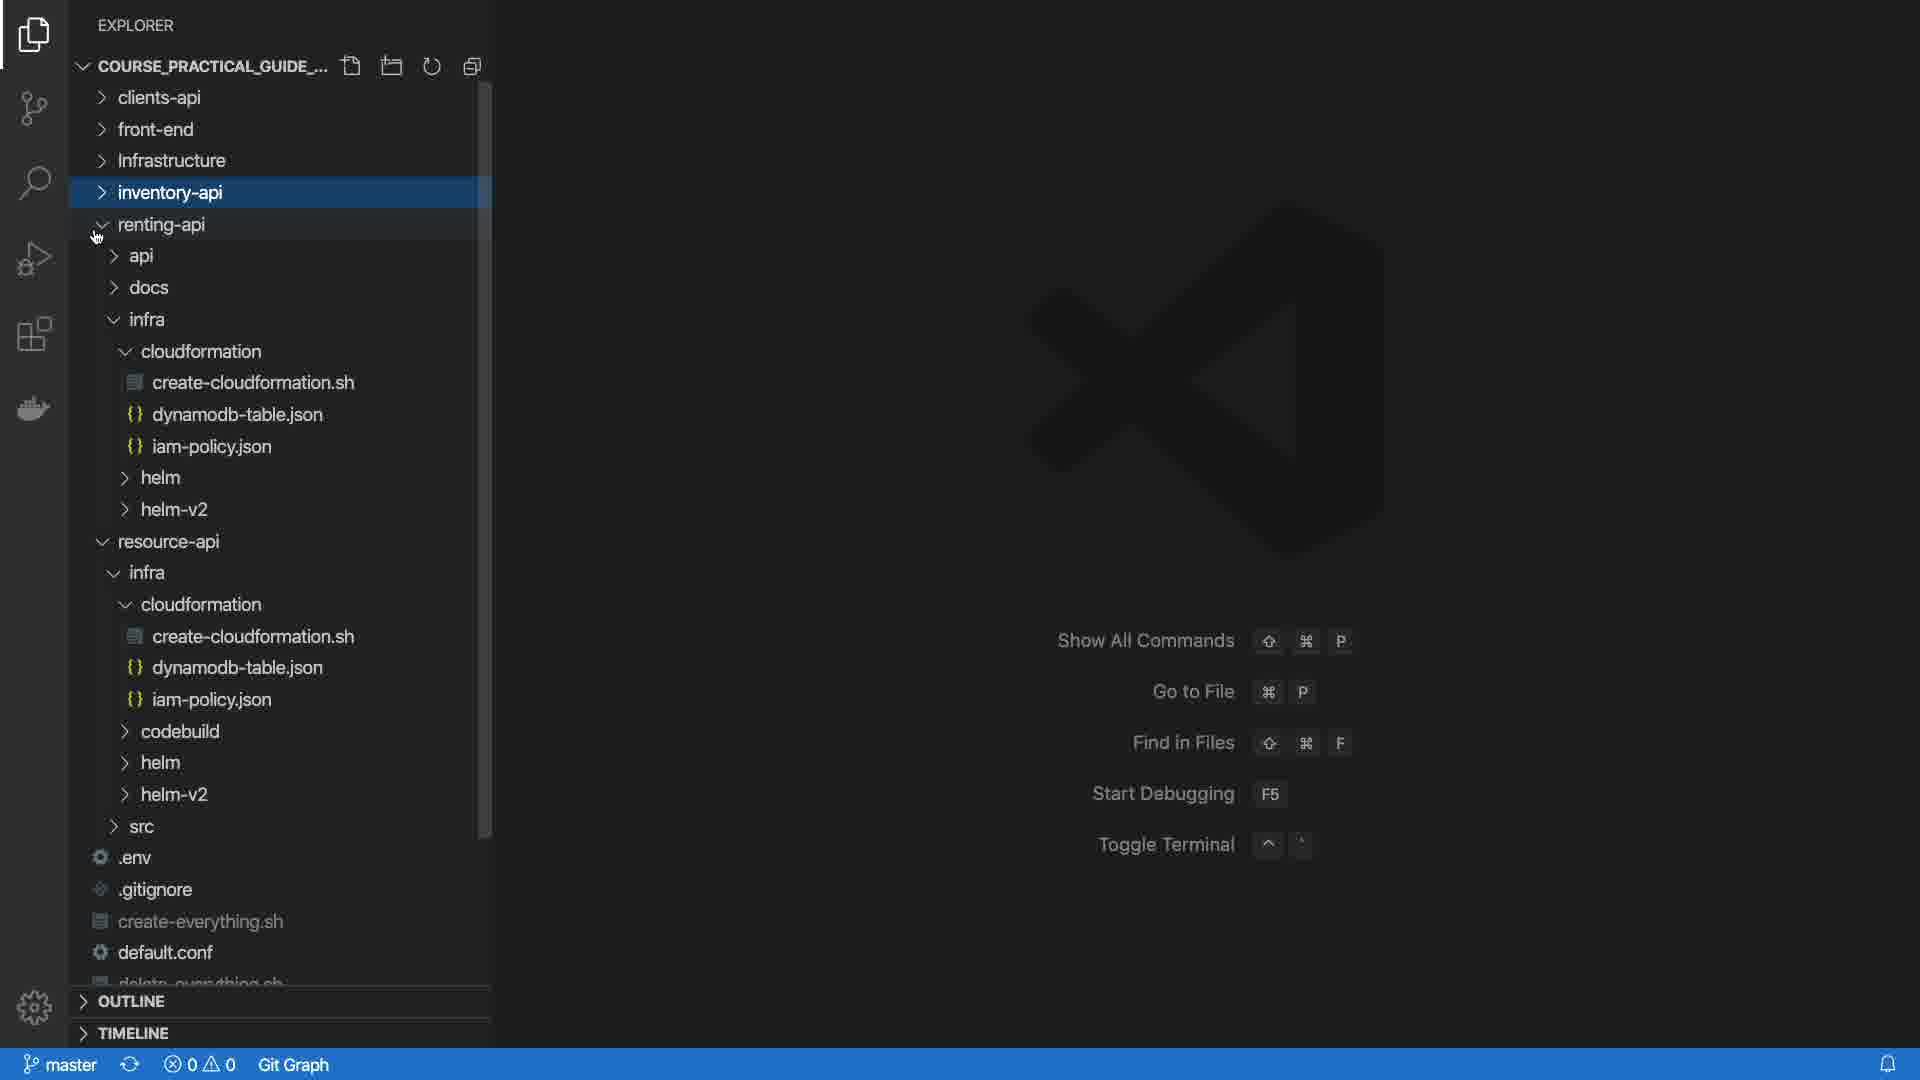 EXPLORER
COURSE_PRACTICAL_GUIDE_...
clients-api
front-end
Infrastructure
inventory-api
renting-api
api
docs
infra
cloudformation
create-cloudformation.sh
dynamodb-table.json
iam-policy.json
helm
helm-v2
resource-api
infra
cloudformation
create-cloudformation.sh
dynamodb-table.json
iam-policy.json
codebuild
helm
helm-v2
src
.env
.gitignore
create-everything.sh
default.conf
delete-everything.sh
OUTLINE
TIMELINE
Show All Commands ⇧ ⌘ P
Go to File ⌘ P
Find in Files ⇧ ⌘ F
Start Debugging F5
Toggle Terminal ^ `
master 0 0 Git Graph